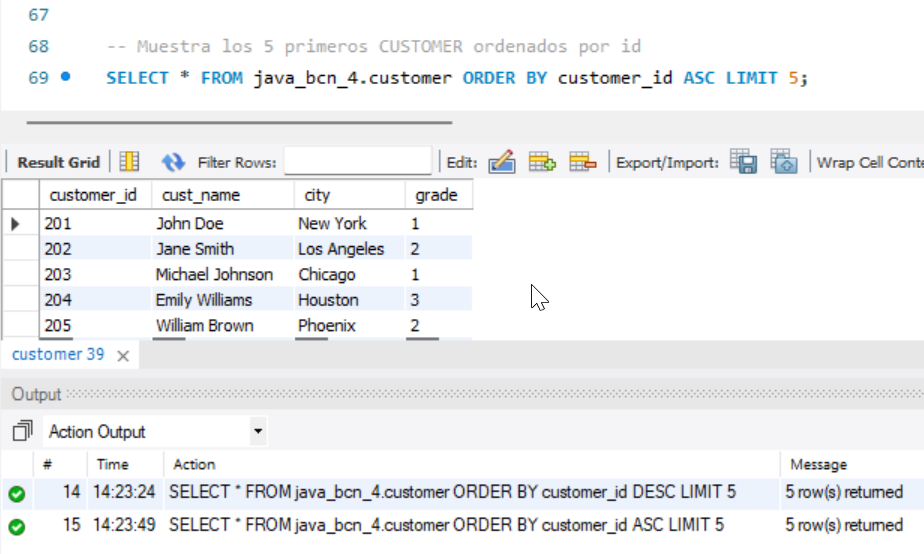 67
68 -- Muestra los 5 primeros CUSTOMER ordenados por id
69 SELECT * FROM java_bcn_4.customer ORDER BY customer_id ASC LIMIT 5;
Result Grid Filter Rows: Edit: Export/Import: Wrap Cell Conte
customer_id cust_name city grade
201 John Doe New York 1
202 Jane Smith Los Angeles 2
203 Michael Johnson Chicago 1
204 Emily Williams Houston 3
205 William Brown Phoenix 2
customer 39
Output
Action Output
# Time Action Message
14 14:23:24 SELECT * FROM java_bcn_4.customer ORDER BY customer_id DESC LIMIT 5 5 row(s) returned
15 14:23:49 SELECT * FROM java_bcn_4.customer ORDER BY customer_id ASC LIMIT 5 5 row(s) returned